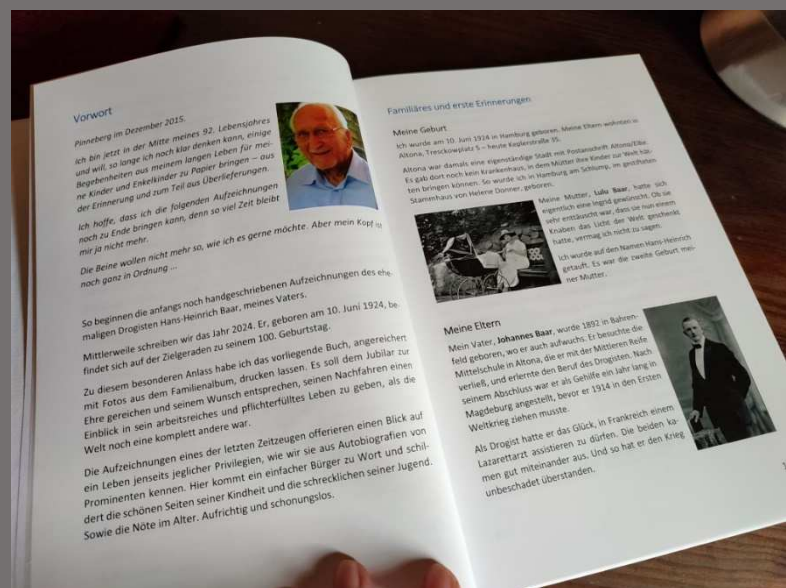 Vorwort
Pinneberg im Dezember 2015.
Ich bin jetzt in der Mitte meines 92. Lebensjahres
und will, so lange ich noch klar denken kann, einige
Begebenheiten aus meinem langen Leben für mei-
ne Kinder und Enkelkinder zu Papier bringen – aus
der Erinnerung und zum Teil aus Überlieferungen.
Ich hoffe, dass ich die folgenden Aufzeichnungen
noch zu Ende bringen kann, denn so viel Zeit bleibt
mir ja nicht mehr.
Die Beine wollen nicht mehr so, wie ich es gerne möchte. Aber mein Kopf ist
noch ganz in Ordnung ...
So beginnen die anfangs noch handgeschriebenen Aufzeichnungen des ehe-
maligen Drogisten Hans-Heinrich Baar, meines Vaters.
Mittlerweile schreiben wir das Jahr 2024. Er, geboren am 10. Juni 1924, be-
findet sich auf der Zielgeraden zu seinem 100. Geburtstag.
Zu diesem besonderen Anlass habe ich das vorliegende Buch, angereichert
mit Fotos aus dem Familienalbum, drucken lassen. Es soll dem Jubilar zur
Ehre gereichen und seinem Wunsch entsprechen, seinen Nachfahren einen
Einblick in sein arbeitsreiches und pflichterfülltes Leben zu geben, als die
Welt noch eine komplett andere war.
Die Aufzeichnungen eines der letzten Zeitzeugen offerieren einen Blick auf
ein Leben jenseits jeglicher Privilegien, wie wir sie aus Autobiografien von
Prominenten kennen. Hier kommt ein einfacher Bürger zu Wort und schil-
dert die schönen Seiten seiner Kindheit und die schrecklichen seiner Jugend.
Sowie die Nöte im Alter. Aufrichtig und schonungslos.
Familiäres und erste Erinnerungen
Meine Geburt
Ich wurde am 10. Juni 1924 in Hamburg geboren. Meine Eltern wohnten in
Altona, Tresckowplatz 5 – heute Keplerstraße 35.
Altona war damals eine eigenständige Stadt mit Postanschrift: Altona/Elbe.
Es gab dort noch kein Krankenhaus, in dem Mütter ihre Kinder zur Welt hät-
ten bringen können. So wurde ich in Hamburg am Schlump, im gestifteten
Stammhaus von Helene Donner, geboren.
Meine Mutter, Lulu Baar, hatte sich
eigentlich eine Ingrid gewünscht. Ob sie
sehr enttäuscht war, dass sie nun einem
Knaben das Licht der Welt geschenkt
hatte, vermag ich nicht zu sagen.
Ich wurde auf den Namen Hans-Heinrich
getauft. Es war die zweite Geburt mei-
ner Mutter.
Meine Eltern
Mein Vater, Johannes Baar, wurde 1892 in Bahren-
feld geboren, wo er auch aufwuchs. Er besuchte die
Mittelschule in Altona, die er mit der Mittleren Reife
verließ, und erlernte den Beruf des Drogisten. Nach
seinem Abschluss war er als Gehilfe ein Jahr lang in
Magdeburg angestellt, bevor er 1914 in den Ersten
Weltkrieg ziehen musste.
Als Drogist hatte er das Glück, in Frankreich einem
Lazarettarzt assistieren zu dürfen. Die beiden ka-
men gut miteinander aus. Und so hat er den Krieg
unbeschadet überstanden.